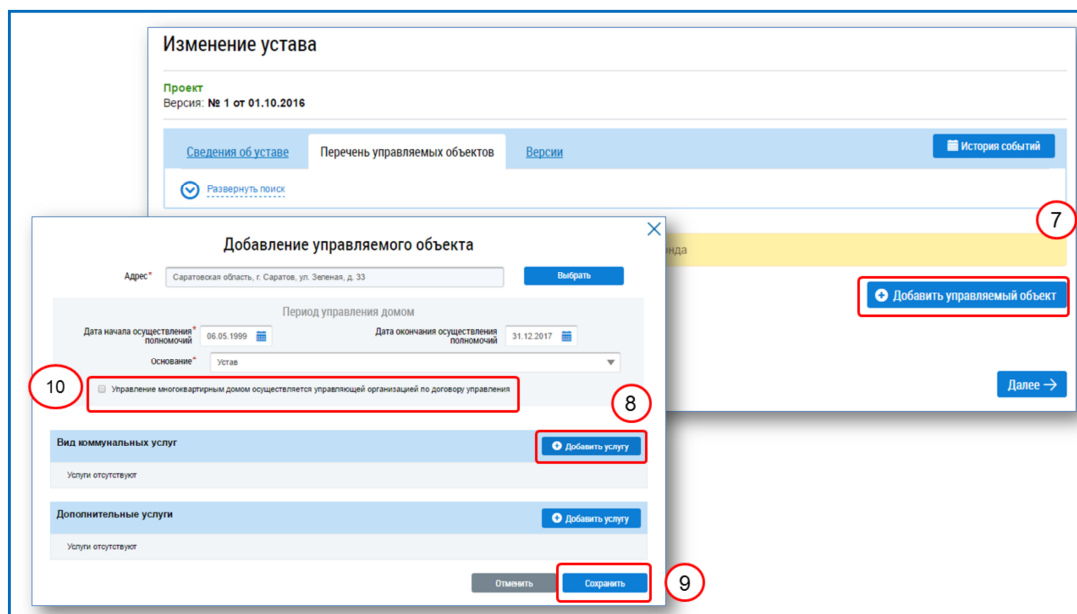 Изменение устава
Проект
Версия: № 1 от 01.10.2016
Сведения об уставе
Перечень управляемых объектов
Версии
История событий
Развернуть поиск
7
Добавить управляемый объект
Далее →
Добавление управляемого объекта
Адрес* Саратовская область, г. Саратов, ул. Зеленая, д. 33 Выбрать
Период управления домом
Дата начала осуществления* полномочий 06.05.1999
Дата окончания осуществления полномочий 31.12.2017
Основание* Устав
10
Управление многоквартирным домом осуществляется управляющей организацией по договору управления
8
Вид коммунальных услуг
Добавить услугу
Услуги отсутствуют
Дополнительные услуги
Добавить услугу
Услуги отсутствуют
Отменить
Сохранить
9